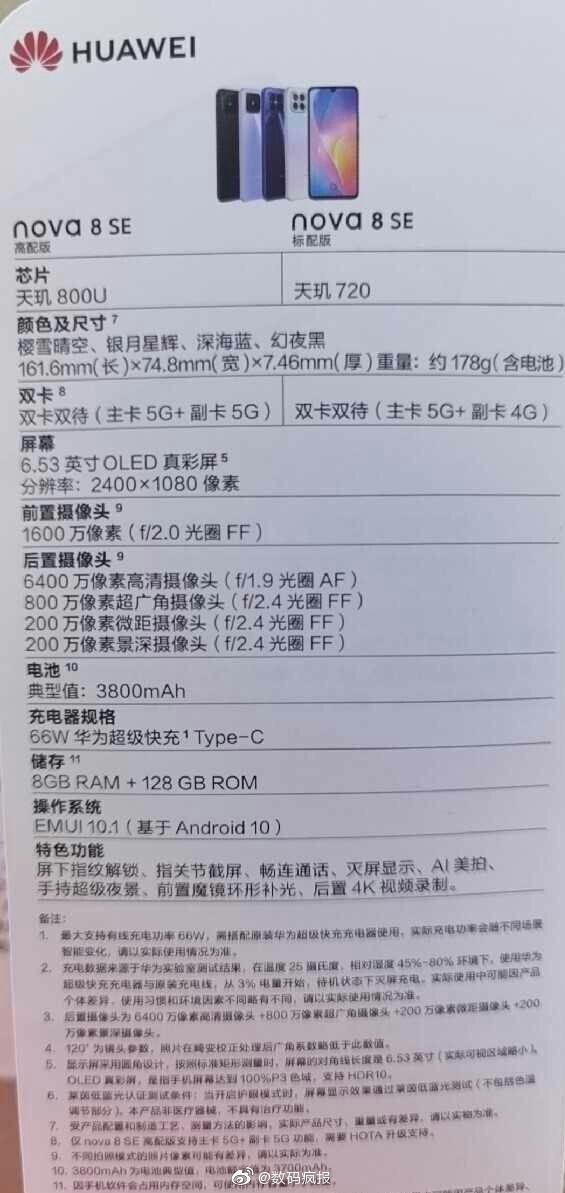 HUAWEI
nova 8 SE
高配版
nova 8 SE
标配版
芯片
天玑 800U
天玑 720
颜色及尺寸 7
樱雪晴空、银月星辉、深海蓝、幻夜黑
161.6mm(长)×74.8mm(宽)×7.46mm(厚)重量:约178g(含电池)
双卡 8
双卡双待(主卡 5G+ 副卡 5G)
双卡双待(主卡 5G+ 副卡 4G)
屏幕
6.53 英寸 OLED 真彩屏 5
分辨率:2400×1080 像素
前置摄像头 9
1600 万像素(f/2.0 光圈 FF)
后置摄像头 9
6400 万像素高清摄像头(f/1.9 光圈 AF)
800 万像素超广角摄像头(f/2.4 光圈 FF)
200 万像素微距摄像头(f/2.4 光圈 FF)
200 万像素景深摄像头(f/2.4 光圈 FF)
电池 10
典型值:3800mAh
充电器规格
66W 华为超级快充 1 Type-C
储存 11
8GB RAM + 128 GB ROM
操作系统
EMUI 10.1(基于 Android 10)
特色功能
屏下指纹解锁、指关节截屏、畅连通话、灭屏显示、AI 美拍、
手持超级夜景、前置魔镜环形补光、后置 4K 视频录制。
备注:
1. 最大支持有线充电功率 66W,需搭配原装华为超级快充充电器使用,实际充电功率会随不同场景
智能变化,请以实际使用情况为准。
2. 充电数据来源于华为实验室测试结果,在温度 25 摄氏度,相对湿度 45%-80% 环境下,使用华为
超级快充充电器与原装充电线,从 3% 电量开始,待机状态下灭屏充电。实际使用中可能因产品
个体差异、使用习惯和环境因素不同略有不同,请以实际使用情况为准。
3. 后置摄像头为 6400 万像素高清摄像头 +800 万像素超广角摄像头 +200 万像素微距摄像头 +200
万像素景深摄像头。
4. 120° 为镜头参数,照片在畸变校正处理后广角系数略低于此数值。
5. 显示屏采用圆角设计,按照标准矩形测量时,屏幕的对角线长度是 6.53 英寸(实际可视区域略小)。
OLED 真彩屏,是指手机屏幕达到 100%P3 色域,支持 HDR10。
6. 莱茵低蓝光认证测试条件:当开启护眼模式时,屏幕显示效果通过莱茵低蓝光测试(不包括色温
调节部分)。本产品非医疗器械,不具有治疗功能。
7. 受产品配置和制造工艺、测量方法的影响,实际产品尺寸、重量或有差异,请以实物为准。
8. 仅 nova 8 SE 高配版支持主卡 5G+ 副卡 5G 功能,需要 HOTA 升级支持。
9. 不同拍照模式的照片像素可能有差异,请以实际为准。
10. 3800mAh 为电池典型值,电池额定容量为 3700mAh。
11. 因手机软件会占用内存空间,可使用
@数码疯报